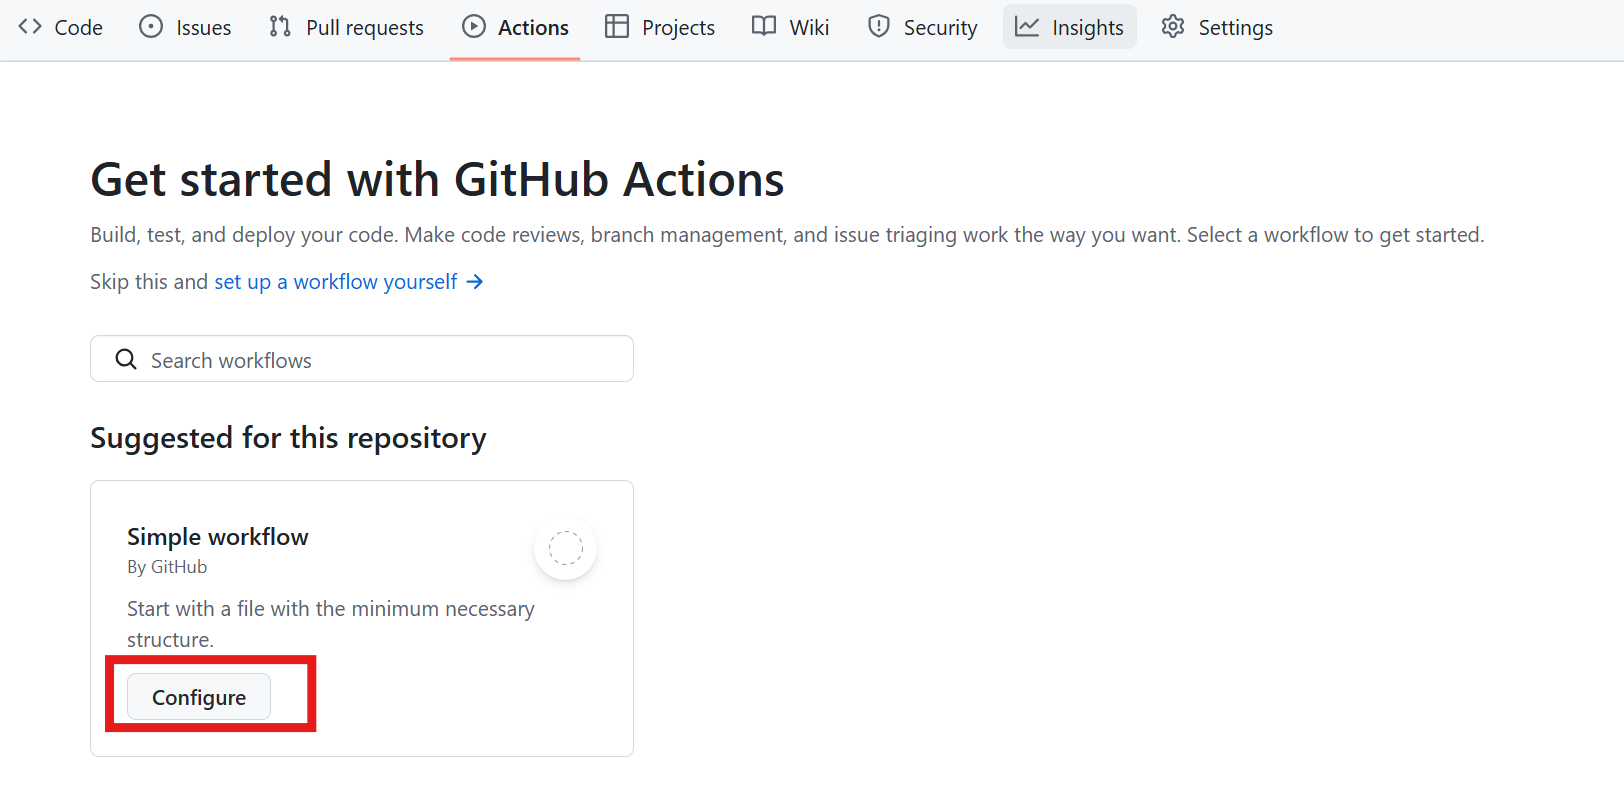 Code Issues Pull requests Actions Projects Wiki Security Insights Settings
Get started with GitHub Actions
Build, test, and deploy your code. Make code reviews, branch management, and issue triaging work the way you want. Select a workflow to get started.
Skip this and set up a workflow yourself →
Search workflows
Suggested for this repository
Simple workflow
By GitHub
Start with a file with the minimum necessary
structure.
Configure